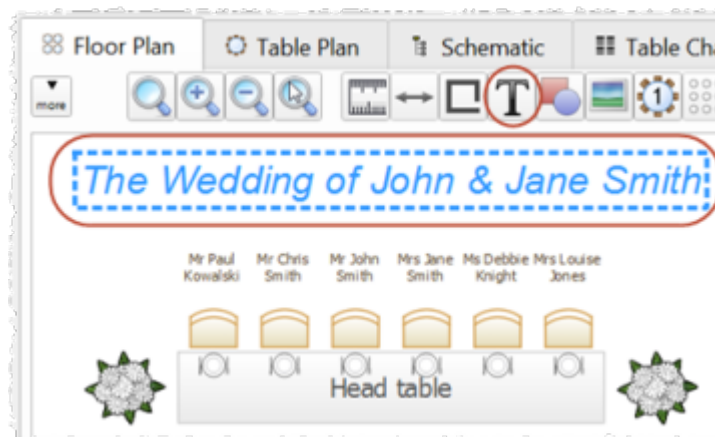 Floor Plan Table Plan Schematic Table Cha
more T 1
The Wedding of John & Jane Smith
Mr Paul Mr Chris Mr John Mrs Jane Ms Debbie Mrs Louise
Kowalski Smith Smith Smith Knight Jones
Head table